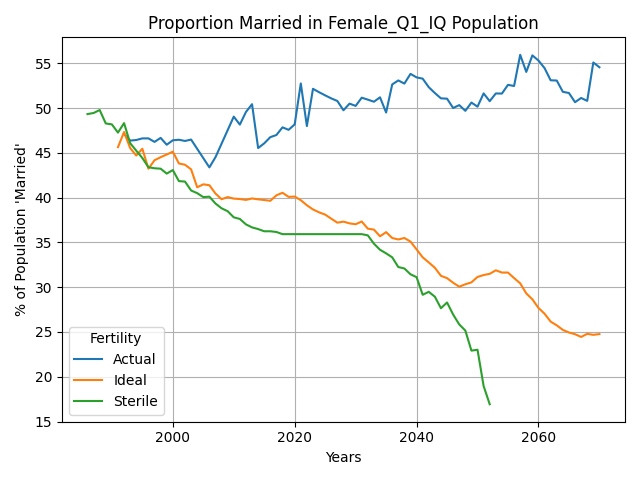 Proportion Married in Female_Q1_IQ Population
% of Population 'Married'
55
50
45
40
35
30
25
20
15
Fertility
Actual
Ideal
Sterile
2000 2020 2040 2060
Years